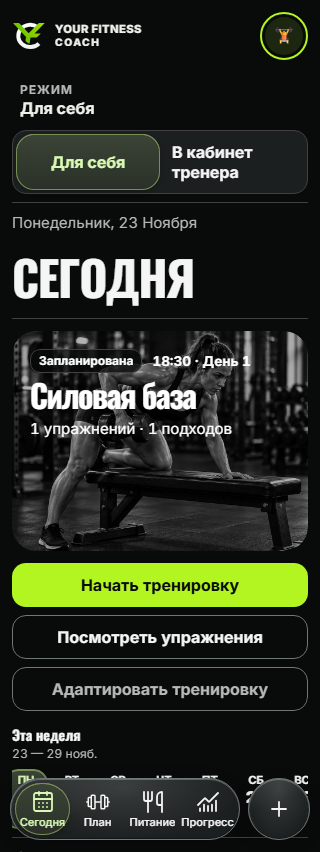 YOUR FITNESS
COACH
РЕЖИМ
Для себя
Для себя
В кабинет
тренера
Понедельник, 23 Ноября
СЕГОДНЯ
Запланирована 18:30 · День 1
Силовая база
1 упражнений · 1 подходов
Начать тренировку
Посмотреть упражнения
Адаптировать тренировку
Эта неделя
23 — 29 нояб.
ПН ВТ СР ЧТ ПТ СБ ВС
Сегодня План Питание Прогресс